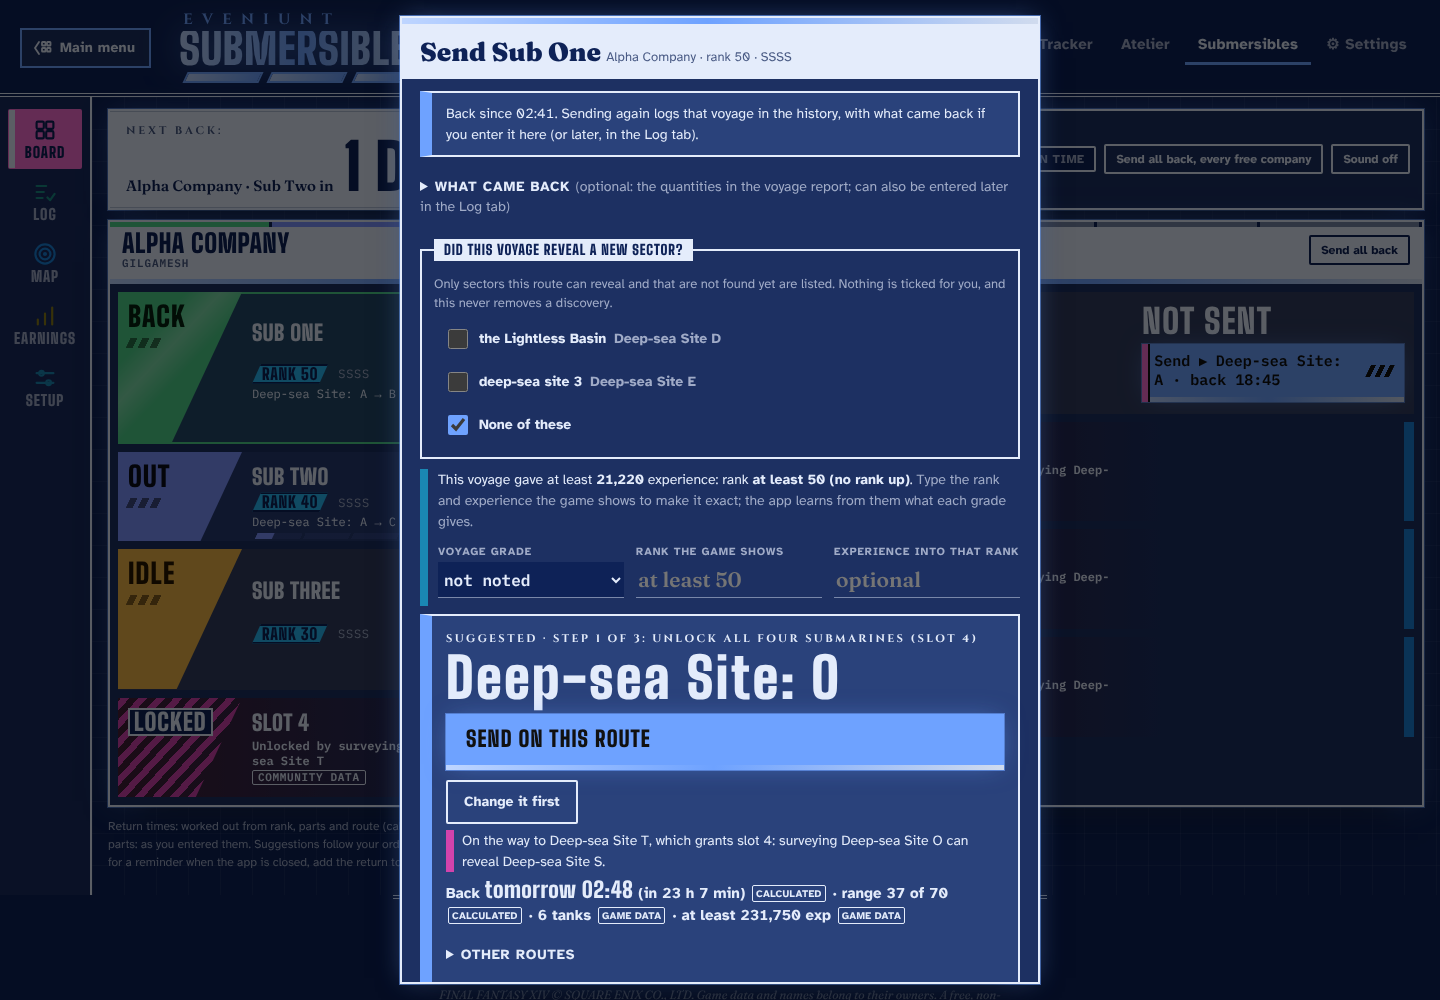 Main menu
EVENIUNT
SUBMERSIBLE
Tracker
Atelier
Submersibles
Settings
BOARD
LOG
MAP
EARNINGS
SETUP
NEXT BACK:
Alpha Company · Sub Two in
1 D
N TIME
Send all back, every free company
Sound off
ALPHA COMPANY
GILGAMESH
Send all back
BACK
SUB ONE
RANK 50 SSSS
Deep-sea Site: A → B
NOT SENT
Send ▶ Deep-sea Site:
A · back 18:45
OUT
SUB TWO
RANK 40 SSSS
Deep-sea Site: A → C
ying Deep-
IDLE
SUB THREE
RANK 30 SSSS
ying Deep-
LOCKED
SLOT 4
Unlocked by surveying
sea Site T
COMMUNITY DATA
ying Deep-
Return times: worked out from rank, parts and route (ca
parts: as you entered them. Suggestions follow your ord
for a reminder when the app is closed, add the return to
Send Sub One Alpha Company · rank 50 · SSSS
Back since 02:41. Sending again logs that voyage in the history, with what came back if
you enter it here (or later, in the Log tab).
▶ WHAT CAME BACK (optional: the quantities in the voyage report; can also be entered later
in the Log tab)
DID THIS VOYAGE REVEAL A NEW SECTOR?
Only sectors this route can reveal and that are not found yet are listed. Nothing is ticked for you, and
this never removes a discovery.
the Lightless Basin Deep-sea Site D
deep-sea site 3 Deep-sea Site E
None of these
This voyage gave at least 21,220 experience: rank at least 50 (no rank up). Type the rank
and experience the game shows to make it exact; the app learns from them what each grade
gives.
VOYAGE GRADE
RANK THE GAME SHOWS
EXPERIENCE INTO THAT RANK
not noted
at least 50
optional
SUGGESTED · STEP 1 OF 3: UNLOCK ALL FOUR SUBMARINES (SLOT 4)
Deep-sea Site: O
SEND ON THIS ROUTE
Change it first
On the way to Deep-sea Site T, which grants slot 4: surveying Deep-sea Site O can
reveal Deep-sea Site S.
Back tomorrow 02:48 (in 23 h 7 min) CALCULATED · range 37 of 70
CALCULATED · 6 tanks GAME DATA · at least 231,750 exp GAME DATA
▶ OTHER ROUTES
FINAL FANTASY XIV © SQUARE ENIX CO., LTD. Game data and names belong to their owners. A free, non-